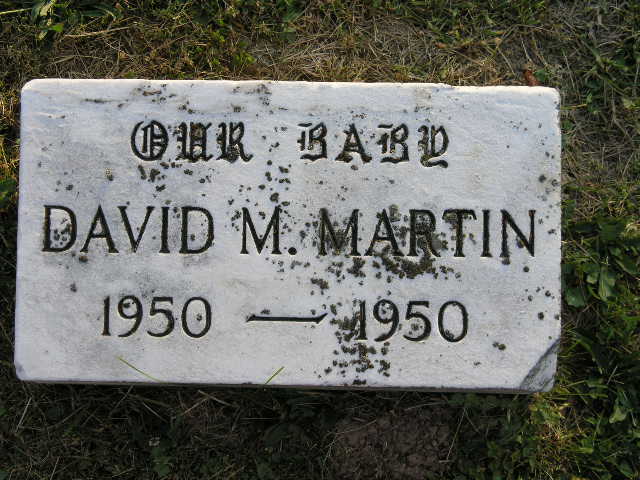 OUR BABY
DAVID M. MARTIN
1950 — 1950